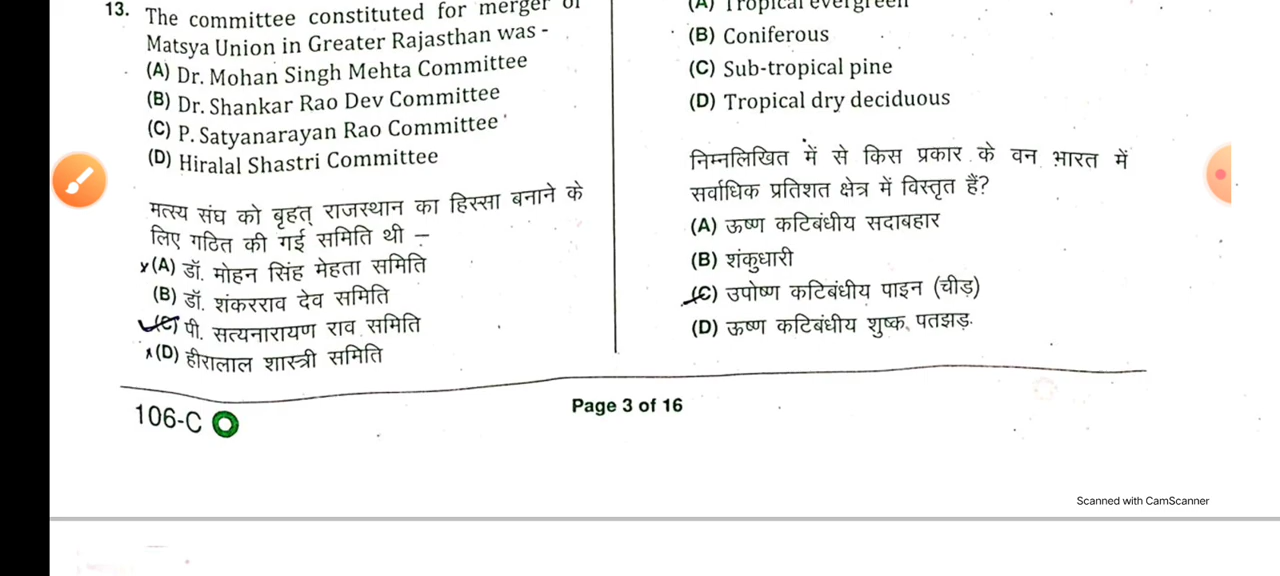 13. The committee constituted for merger of
Matsya Union in Greater Rajasthan was -
(A) Dr. Mohan Singh Mehta Committee
(B) Dr. Shankar Rao Dev Committee
(C) P. Satyanarayan Rao Committee
(D) Hiralal Shastri Committee
मत्स्य संघ को बृहत् राजस्थान का हिस्सा बनाने के
लिए गठित की गई समिति थी –
(A) डॉ. मोहन सिंह मेहता समिति
(B) डॉ. शंकरराव देव समिति
(C) पी. सत्यनारायण राव समिति
(D) हीरालाल शास्त्री समिति
(A) Tropical evergreen
(B) Coniferous
(C) Sub-tropical pine
(D) Tropical dry deciduous
निम्नलिखित में से किस प्रकार के वन भारत में
सर्वाधिक प्रतिशत क्षेत्र में विस्तृत हैं?
(A) ऊष्ण कटिबंधीय सदाबहार
(B) शंकुधारी
(C) उपोष्ण कटिबंधीय पाइन (चीड़)
(D) ऊष्ण कटिबंधीय शुष्क पतझड़
106-C
Page 3 of 16
Scanned with CamScanner